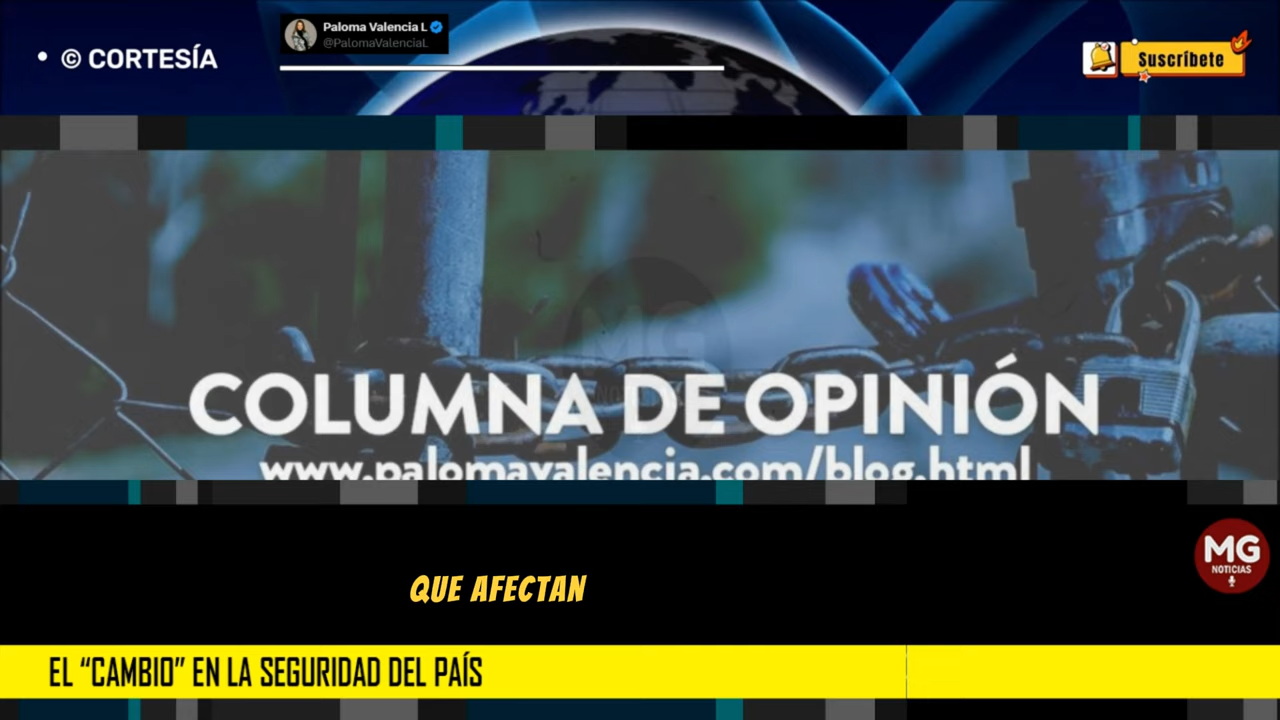 • © CORTESÍA
Paloma Valencia L
@PalomaValenciaL
Suscríbete
MG
COLUMNA DE OPINIÓN
www.palomavalencia.com/blog.html
MG
NOTICIAS
QUE AFECTAN
EL “CAMBIO” EN LA SEGURIDAD DEL PAÍS